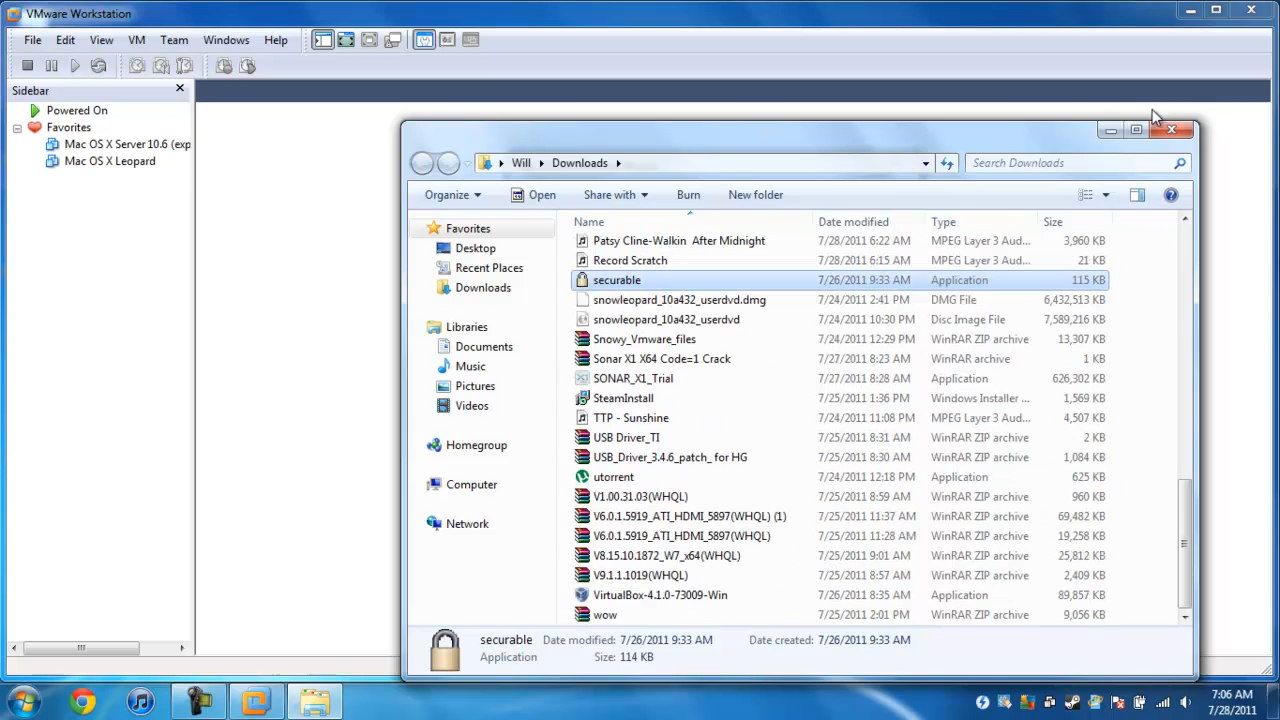 VMware Workstation
File Edit View VM Team Windows Help
Sidebar
Powered On
Favorites
Mac OS X Server 10.6 (exp
Mac OS X Leopard
Will Downloads Search Downloads
Organize Open Share with Burn New folder
Favorites
Desktop
Recent Places
Downloads
Libraries
Documents
Music
Pictures
Videos
Homegroup
Computer
Network
Name Date modified Type Size
Patsy Cline-Walkin After Midnight 7/28/2011 6:22 AM MPEG Layer 3 Aud... 3,960 KB
Record Scratch 7/28/2011 6:15 AM MPEG Layer 3 Aud... 21 KB
securable 7/26/2011 9:33 AM Application 115 KB
snowleopard_10a432_userdvd.dmg 7/24/2011 2:41 PM DMG File 6,432,513 KB
snowleopard_10a432_userdvd 7/24/2011 10:30 PM Disc Image File 7,589,216 KB
Snowy_Vmware_files 7/24/2011 12:29 PM WinRAR ZIP archive 13,307 KB
Sonar X1 X64 Code=1 Crack 7/27/2011 8:23 AM WinRAR archive 1 KB
SONAR_X1_Trial 7/27/2011 8:28 AM Application 626,302 KB
SteamInstall 7/25/2011 1:36 PM Windows Installer ... 1,569 KB
TTP - Sunshine 7/24/2011 11:08 PM MPEG Layer 3 Aud... 4,507 KB
USB Driver_TI 7/25/2011 8:31 AM WinRAR ZIP archive 2 KB
USB_Driver_3.4.6_patch_ for HG 7/25/2011 8:30 AM WinRAR ZIP archive 1,084 KB
utorrent 7/24/2011 12:18 PM Application 625 KB
V1.00.31.03(WHQL) 7/25/2011 8:59 AM WinRAR ZIP archive 960 KB
V6.0.1.5919_ATI_HDMI_5897(WHQL) (1) 7/25/2011 11:37 AM WinRAR ZIP archive 69,482 KB
V6.0.1.5919_ATI_HDMI_5897(WHQL) 7/25/2011 11:28 AM WinRAR ZIP archive 19,258 KB
V8.15.10.1872_W7_x64(WHQL) 7/25/2011 9:01 AM WinRAR ZIP archive 25,812 KB
V9.1.1.1019(WHQL) 7/25/2011 8:57 AM WinRAR ZIP archive 2,409 KB
VirtualBox-4.1.0-73009-Win 7/26/2011 8:35 AM Application 89,857 KB
wow 7/25/2011 2:01 PM WinRAR ZIP archive 9,056 KB
securable Date modified: 7/26/2011 9:33 AM Date created: 7/26/2011 9:33 AM
Application Size: 114 KB
7:06 AM
7/28/2011